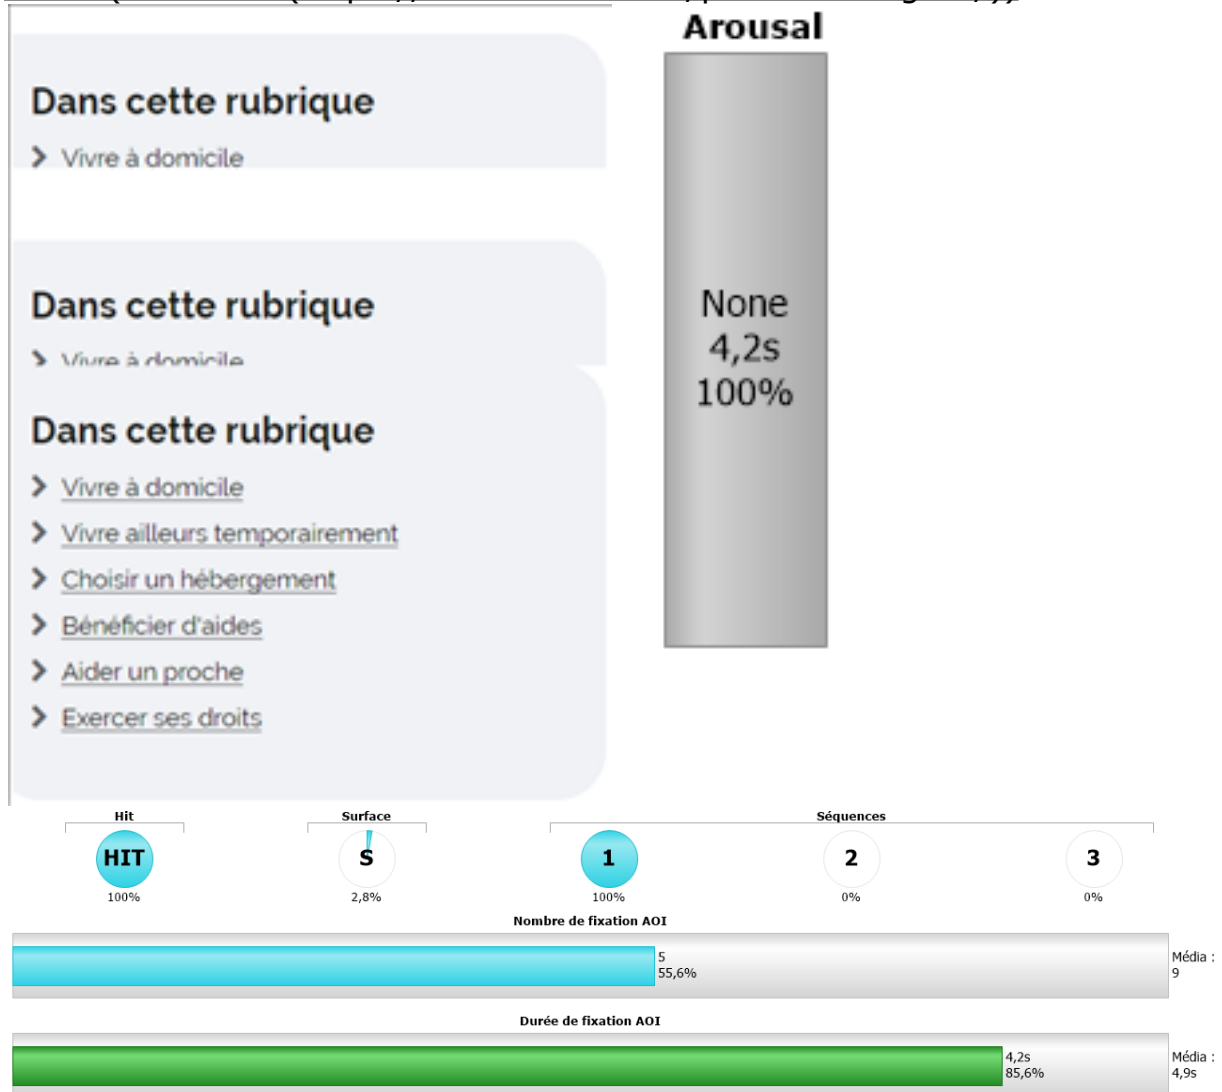 Arousal
Dans cette rubrique
Vivre à domicile
Dans cette rubrique
Vivre à domicile
Dans cette rubrique
Vivre à domicile
Vivre ailleurs temporairement
Choisir un hébergement
Bénéficier d'aides
Aider un proche
Exercer ses droits
None
4,2s
100%
Hit
Surface
Séquences
HIT
S
1
2
3
100%
2,8%
100%
0%
0%
Nombre de fixation AOI
5
55,6%
Média :
9
Durée de fixation AOI
4,2s
85,6%
Média :
4,9s